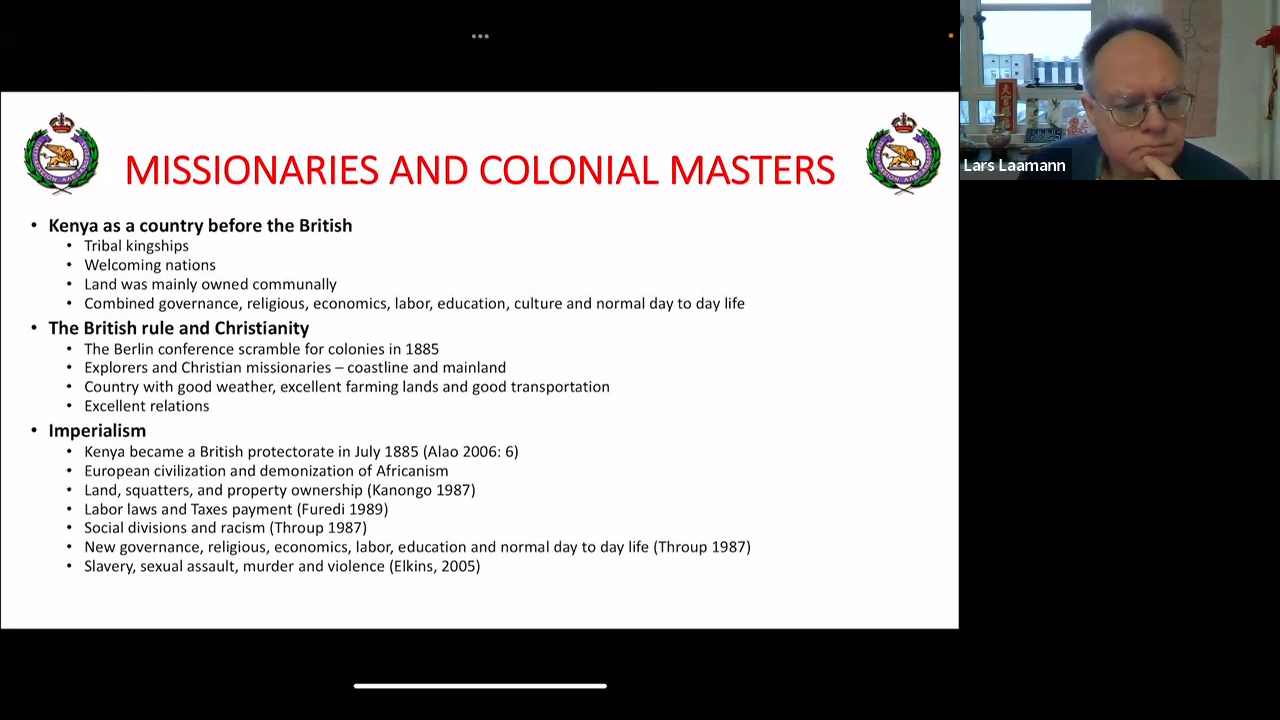 MISSIONARIES AND COLONIAL MASTERS
• Kenya as a country before the British
• Tribal kingships
• Welcoming nations
• Land was mainly owned communally
• Combined governance, religious, economics, labor, education, culture and normal day to day life
• The British rule and Christianity
• The Berlin conference scramble for colonies in 1885
• Explorers and Christian missionaries – coastline and mainland
• Country with good weather, excellent farming lands and good transportation
• Excellent relations
• Imperialism
• Kenya became a British protectorate in July 1885 (Alao 2006: 6)
• European civilization and demonization of Africanism
• Land, squatters, and property ownership (Kanongo 1987)
• Labor laws and Taxes payment (Furedi 1989)
• Social divisions and racism (Throup 1987)
• New governance, religious, economics, labor, education and normal day to day life (Throup 1987)
• Slavery, sexual assault, murder and violence (Elkins, 2005)
Lars Laamann